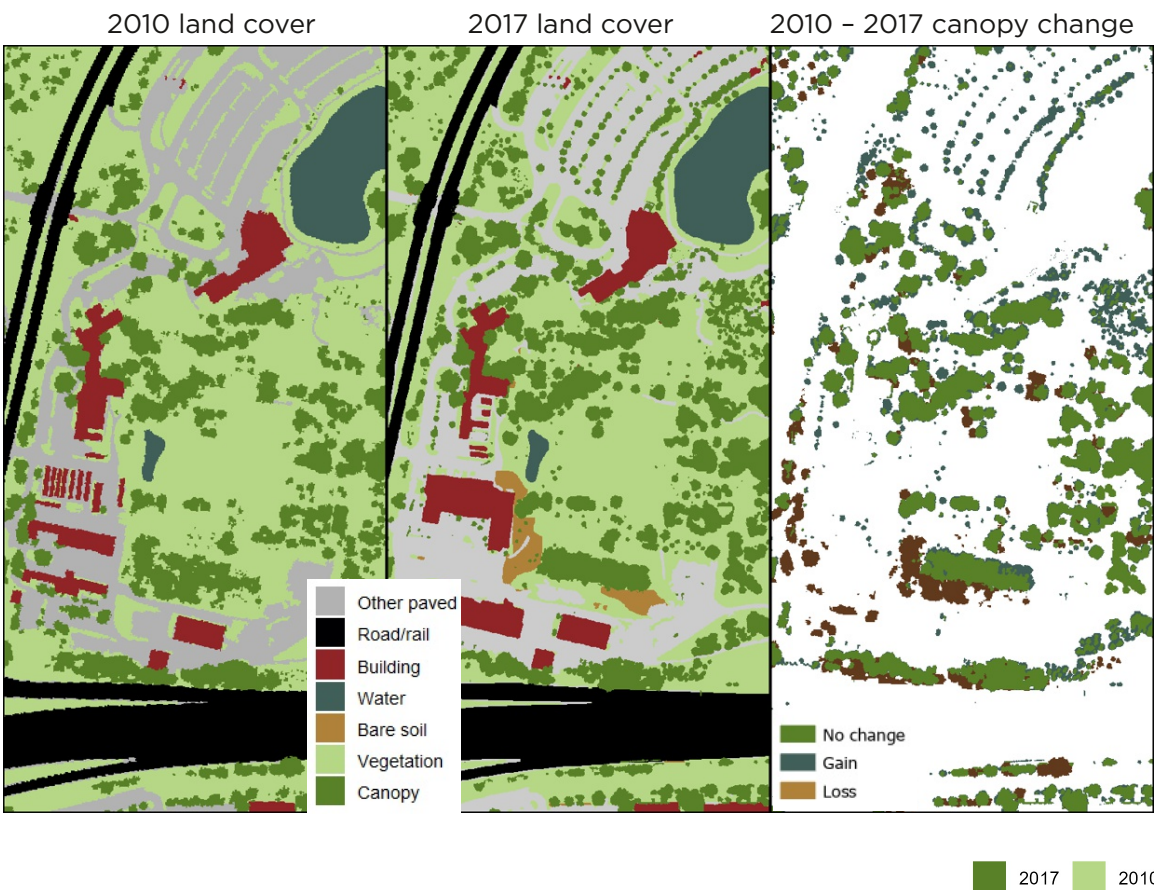 2010 land cover
2017 land cover
2010 – 2017 canopy change
Other paved
Road/rail
Building
Water
Bare soil
Vegetation
Canopy
No change
Gain
Loss
2017
2010